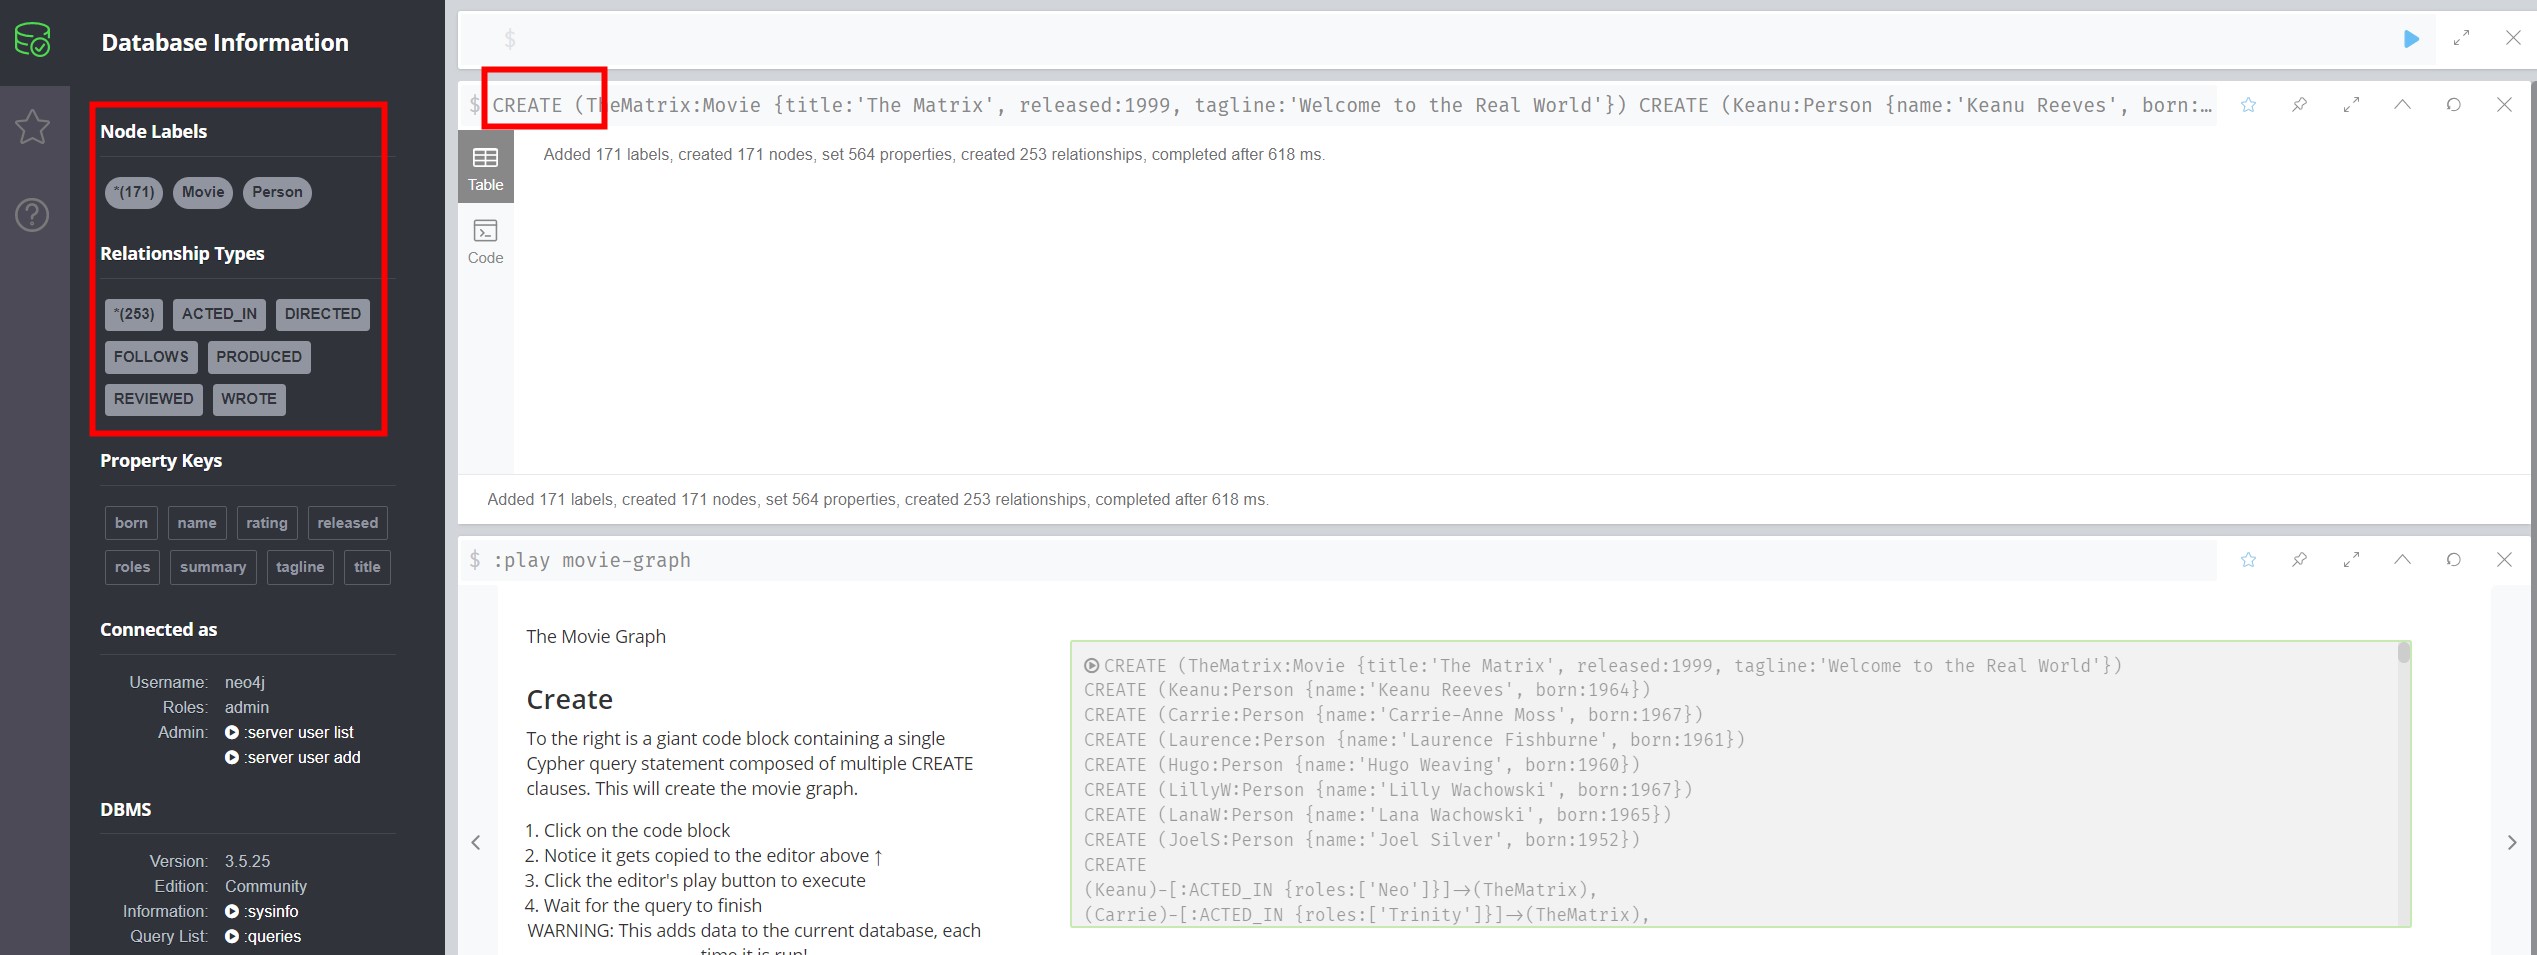 Database Information
Node Labels
*(171) Movie Person
Relationship Types
*(253) ACTED_IN DIRECTED
FOLLOWS PRODUCED
REVIEWED WROTE
Property Keys
born name rating released
roles summary tagline title
Connected as
Username: neo4j
Roles: admin
Admin: :server user list
:server user add
DBMS
Version: 3.5.25
Edition: Community
Information: :sysinfo
Query List: :queries
$
$ CREATE (TheMatrix:Movie {title:'The Matrix', released:1999, tagline:'Welcome to the Real World'}) CREATE (Keanu:Person {name:'Keanu Reeves', born:…
Table
Code
Added 171 labels, created 171 nodes, set 564 properties, created 253 relationships, completed after 618 ms.
Added 171 labels, created 171 nodes, set 564 properties, created 253 relationships, completed after 618 ms.
$ :play movie-graph
The Movie Graph
Create
To the right is a giant code block containing a single
Cypher query statement composed of multiple CREATE
clauses. This will create the movie graph.
1. Click on the code block
2. Notice it gets copied to the editor above ↑
3. Click the editor's play button to execute
4. Wait for the query to finish
WARNING: This adds data to the current database, each
time it is run!
CREATE (TheMatrix:Movie {title:'The Matrix', released:1999, tagline:'Welcome to the Real World'})
CREATE (Keanu:Person {name:'Keanu Reeves', born:1964})
CREATE (Carrie:Person {name:'Carrie-Anne Moss', born:1967})
CREATE (Laurence:Person {name:'Laurence Fishburne', born:1961})
CREATE (Hugo:Person {name:'Hugo Weaving', born:1960})
CREATE (LillyW:Person {name:'Lilly Wachowski', born:1967})
CREATE (LanaW:Person {name:'Lana Wachowski', born:1965})
CREATE (JoelS:Person {name:'Joel Silver', born:1952})
CREATE
(Keanu)-[:ACTED_IN {roles:['Neo']}]->(TheMatrix),
(Carrie)-[:ACTED_IN {roles:['Trinity']}]->(TheMatrix),